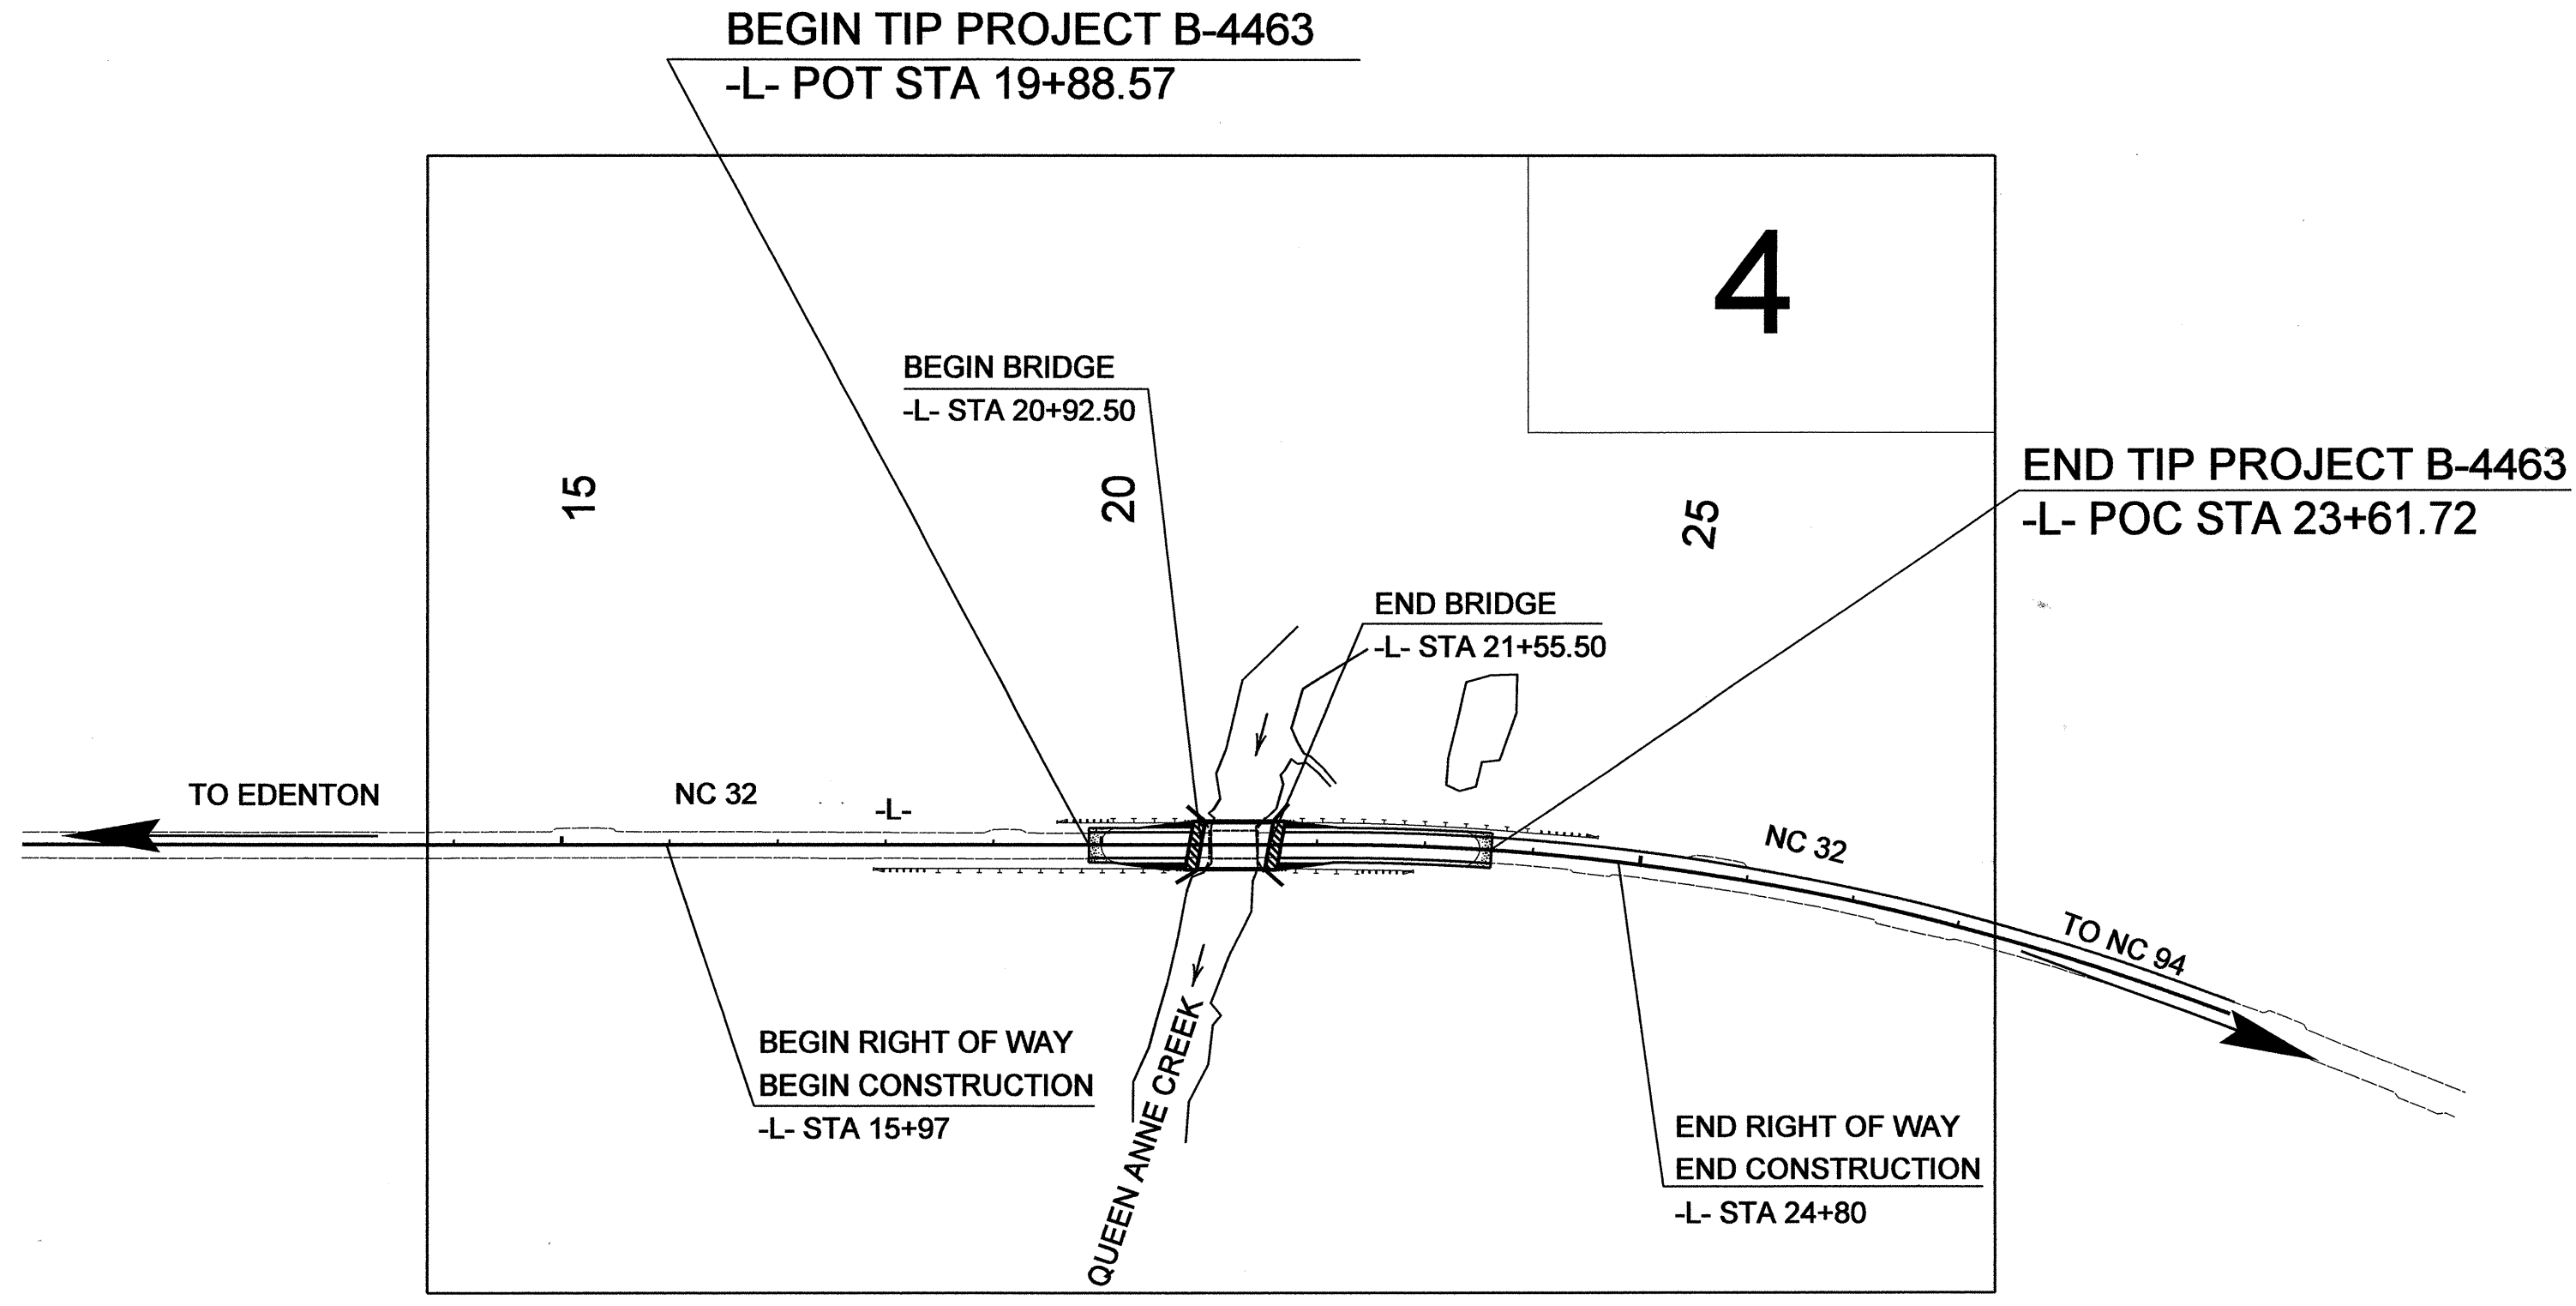 BEGIN TIP PROJECT B-4463
-L- POT STA 19+88.57
4
BEGIN BRIDGE
-L- STA 20+92.50
15
20
25
END TIP PROJECT B-4463
-L- POC STA 23+61.72
END BRIDGE
-L- STA 21+55.50
TO EDENTON
NC 32
-L-
NC 32
TO NC 94
BEGIN RIGHT OF WAY
BEGIN CONSTRUCTION
-L- STA 15+97
QUEEN ANNE CREEK
END RIGHT OF WAY
END CONSTRUCTION
-L- STA 24+80